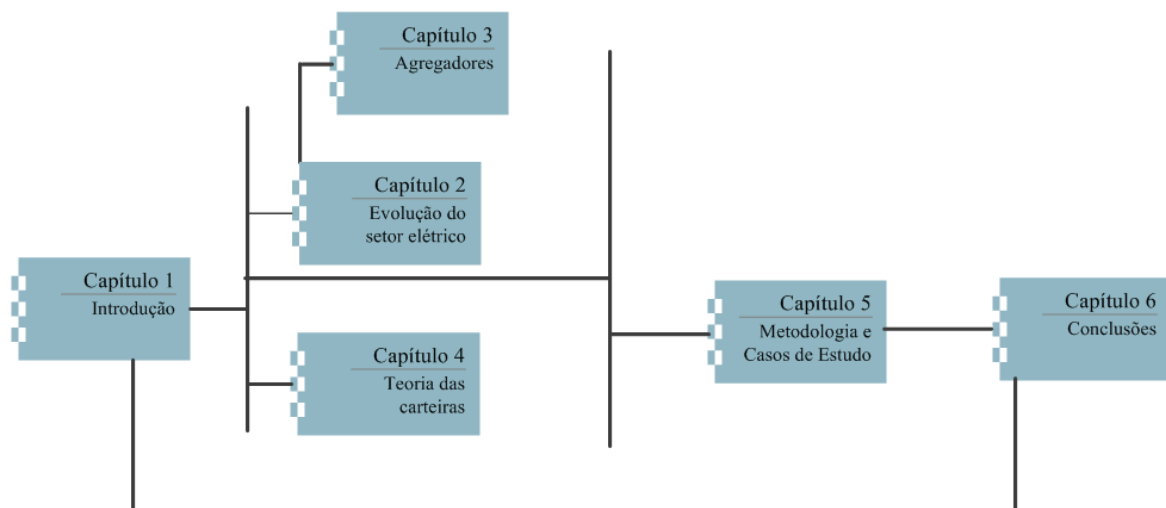 Capítulo 3
Agregadores
Capítulo 2
Evolução do
setor elétrico
Capítulo 1
Introdução
Capítulo 4
Teoria das
carteiras
Capítulo 5
Metodologia e
Casos de Estudo
Capítulo 6
Conclusões